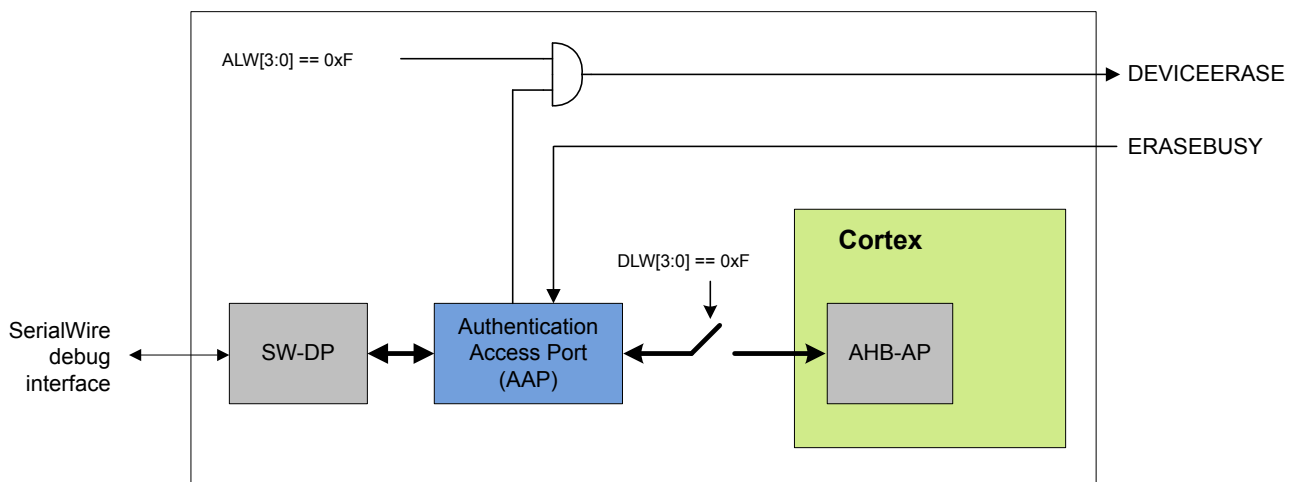 ALW[3:0] == 0xF
DEVICEERASE
ERASEBUSY
Cortex
DLW[3:0] == 0xF
SerialWire
debug
interface
SW-DP
Authentication
Access Port
(AAP)
AHB-AP